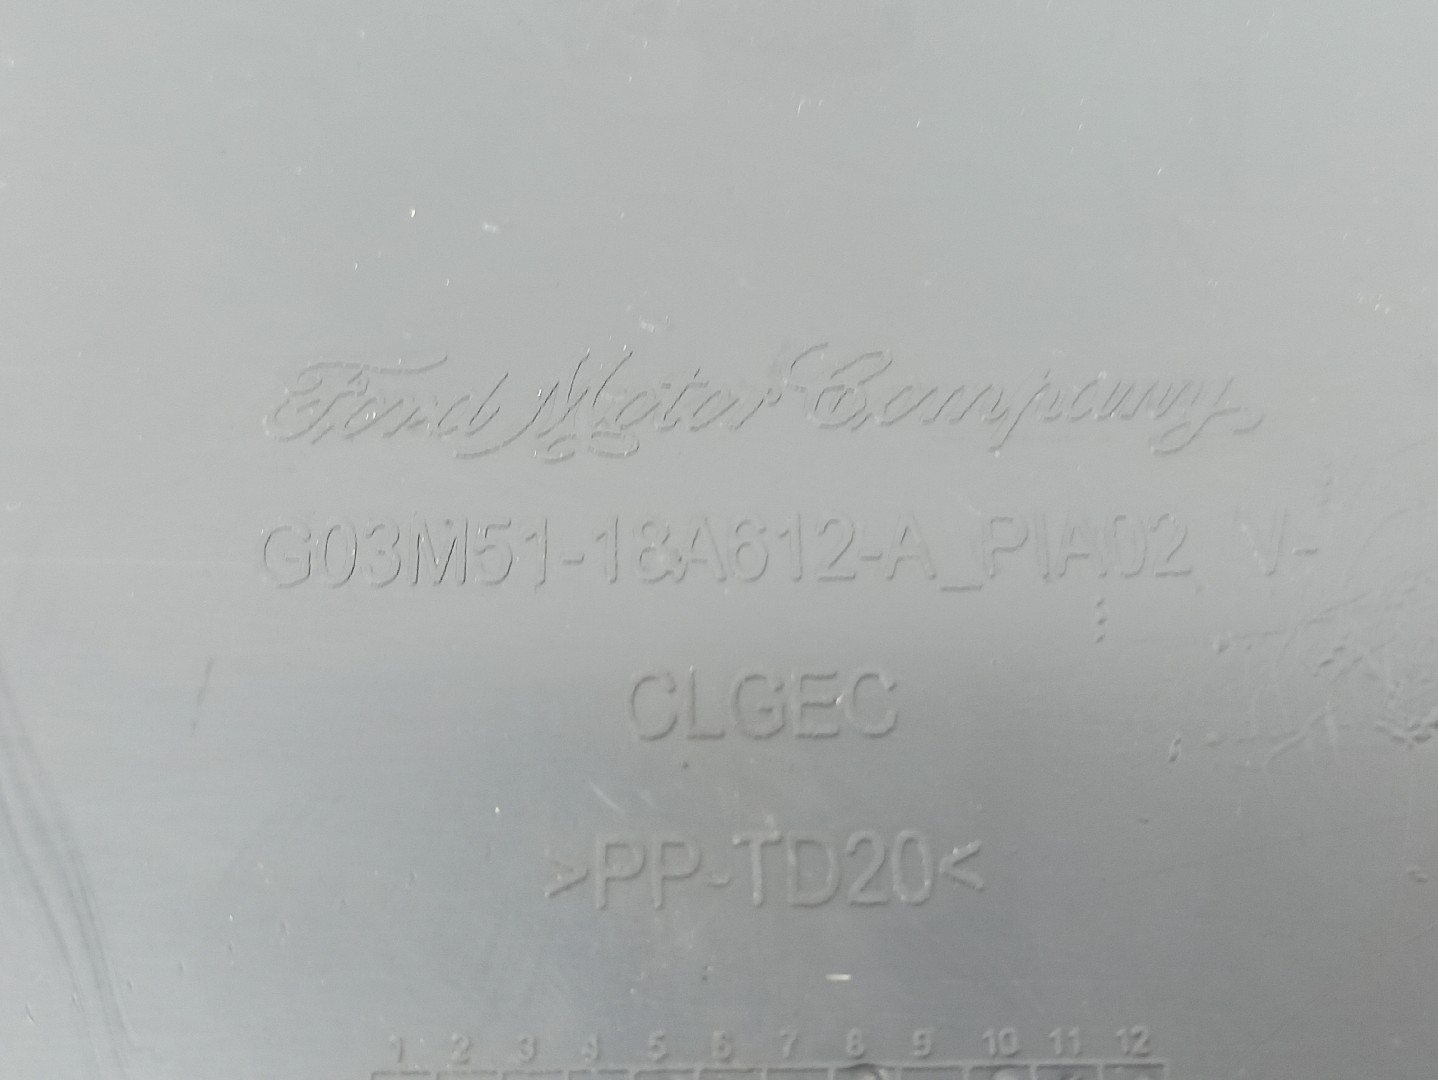 Ford Motor Company
G03M51-18A612-A_PIA02 V-
CLGEC
>PP-TD20<
1 2 3 4 5 6 7 8 9 10 11 12